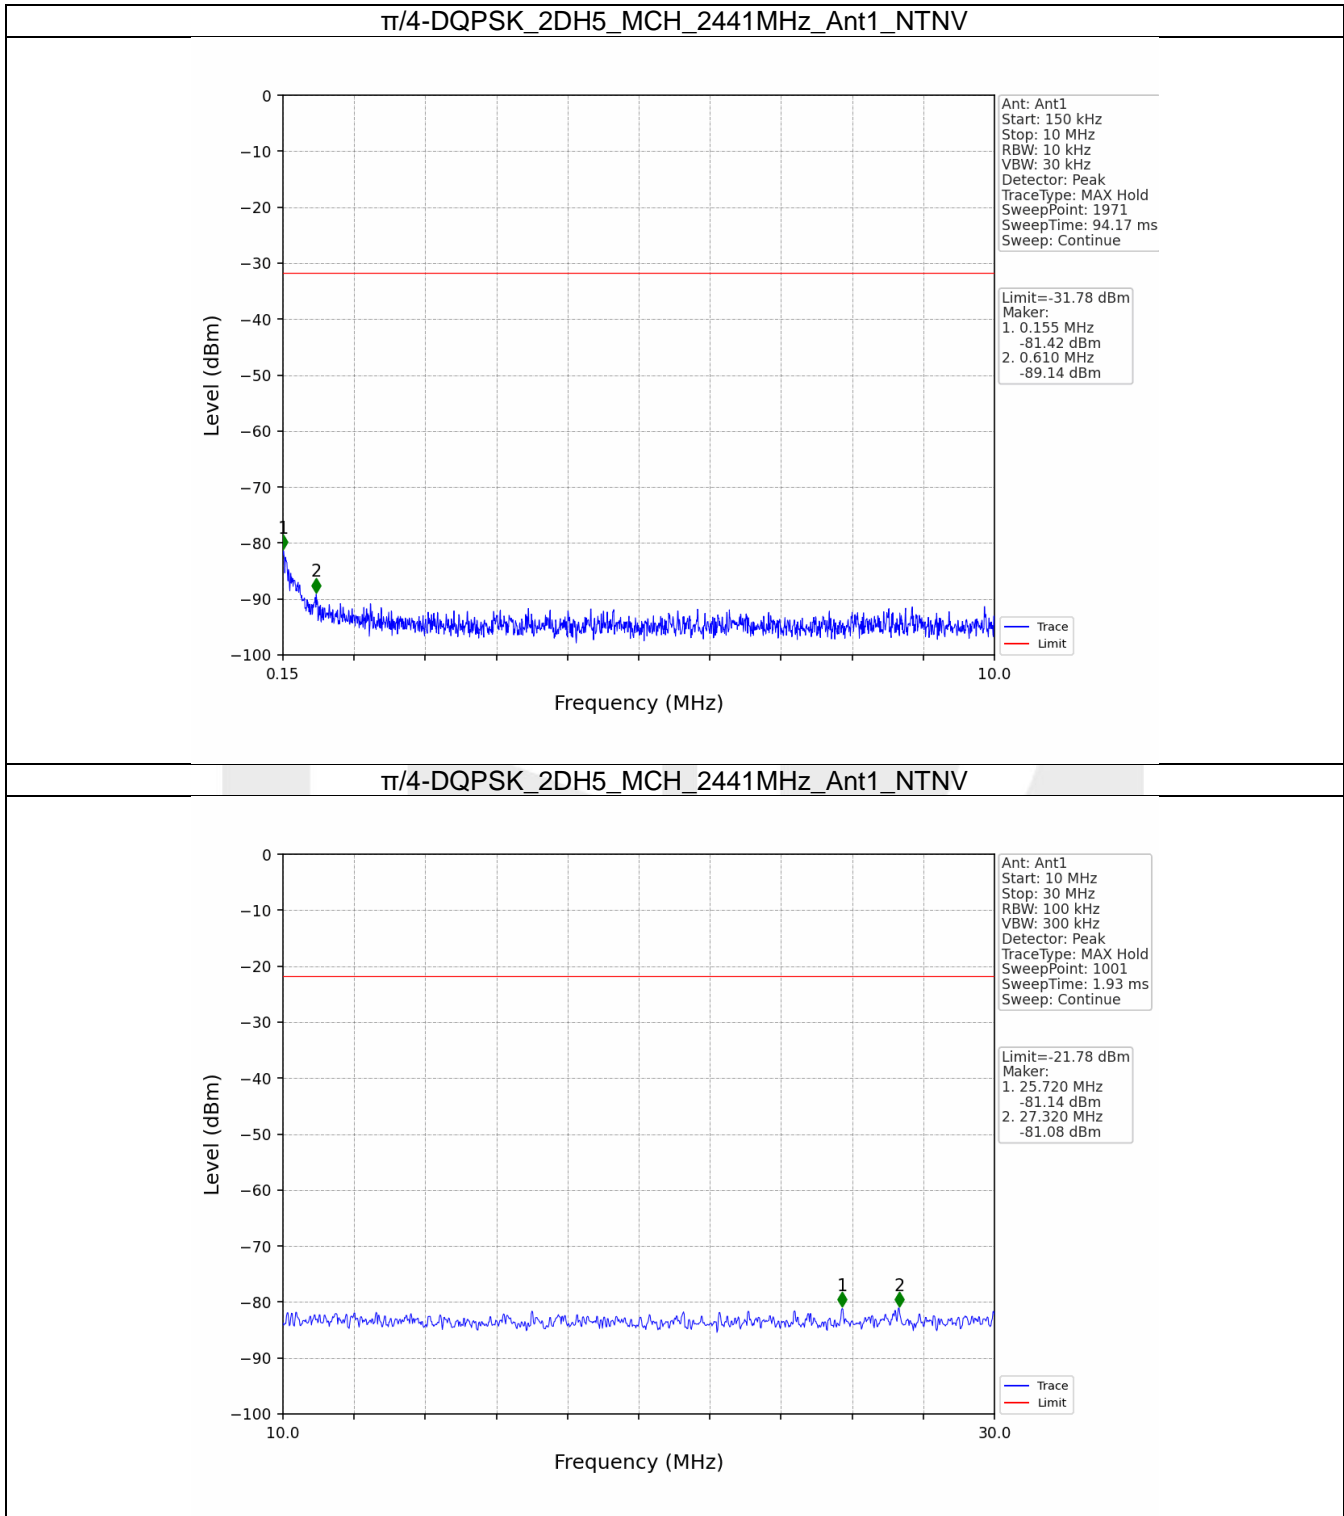 π/4-DQPSK_2DH5_MCH_2441MHz_Ant1_NTNV
0
−10
−20
−30
−40
−50
−60
−70
−80
−90
−100
Level (dBm)
1
2
0.15
10.0
Frequency (MHz)
Ant: Ant1
Start: 150 kHz
Stop: 10 MHz
RBW: 10 kHz
VBW: 30 kHz
Detector: Peak
TraceType: MAX Hold
SweepPoint: 1971
SweepTime: 94.17 ms
Sweep: Continue
Limit=-31.78 dBm
Maker:
1. 0.155 MHz
-81.42 dBm
2. 0.610 MHz
-89.14 dBm
Trace
Limit
π/4-DQPSK_2DH5_MCH_2441MHz_Ant1_NTNV
0
−10
−20
−30
−40
−50
−60
−70
−80
−90
−100
Level (dBm)
1
2
10.0
30.0
Frequency (MHz)
Ant: Ant1
Start: 10 MHz
Stop: 30 MHz
RBW: 100 kHz
VBW: 300 kHz
Detector: Peak
TraceType: MAX Hold
SweepPoint: 1001
SweepTime: 1.93 ms
Sweep: Continue
Limit=-21.78 dBm
Maker:
1. 25.720 MHz
-81.14 dBm
2. 27.320 MHz
-81.08 dBm
Trace
Limit